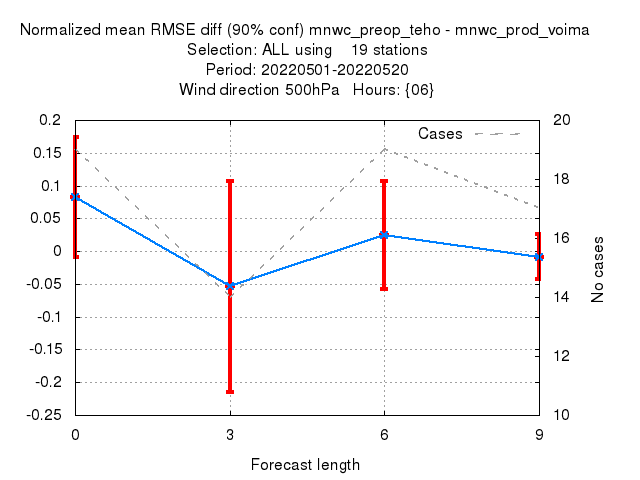 Normalized mean RMSE diff (90% conf) mnwc_preop_teho - mnwc_prod_voima
Selection: ALL using    19 stations
Period: 20220501-20220520
Wind direction 500hPa   Hours: {06}
0.2
0.15
0.1
0.05
0
-0.05
-0.1
-0.15
-0.2
-0.25
Cases
20
18
16
14
12
10
No cases
0 3 6 9
Forecast length